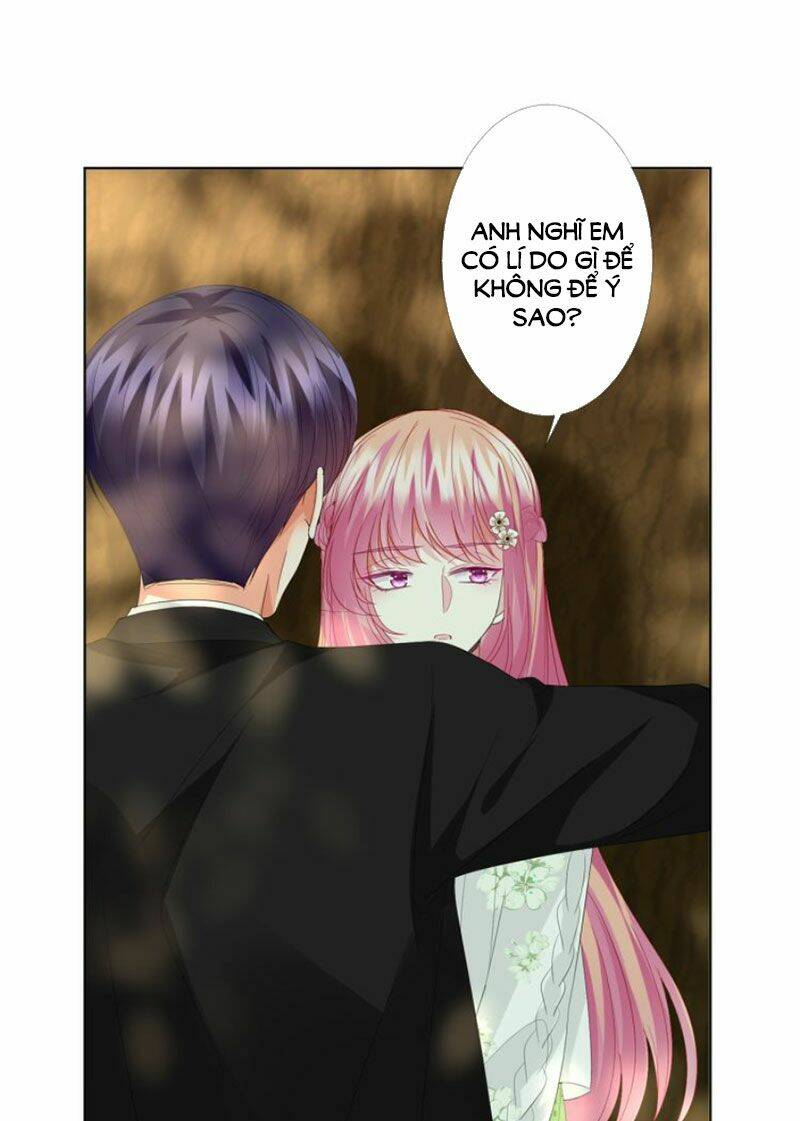 ANH NGHĨ EM
CÓ LÍ DO GÌ ĐỂ
KHÔNG ĐỂ Ý
SAO?